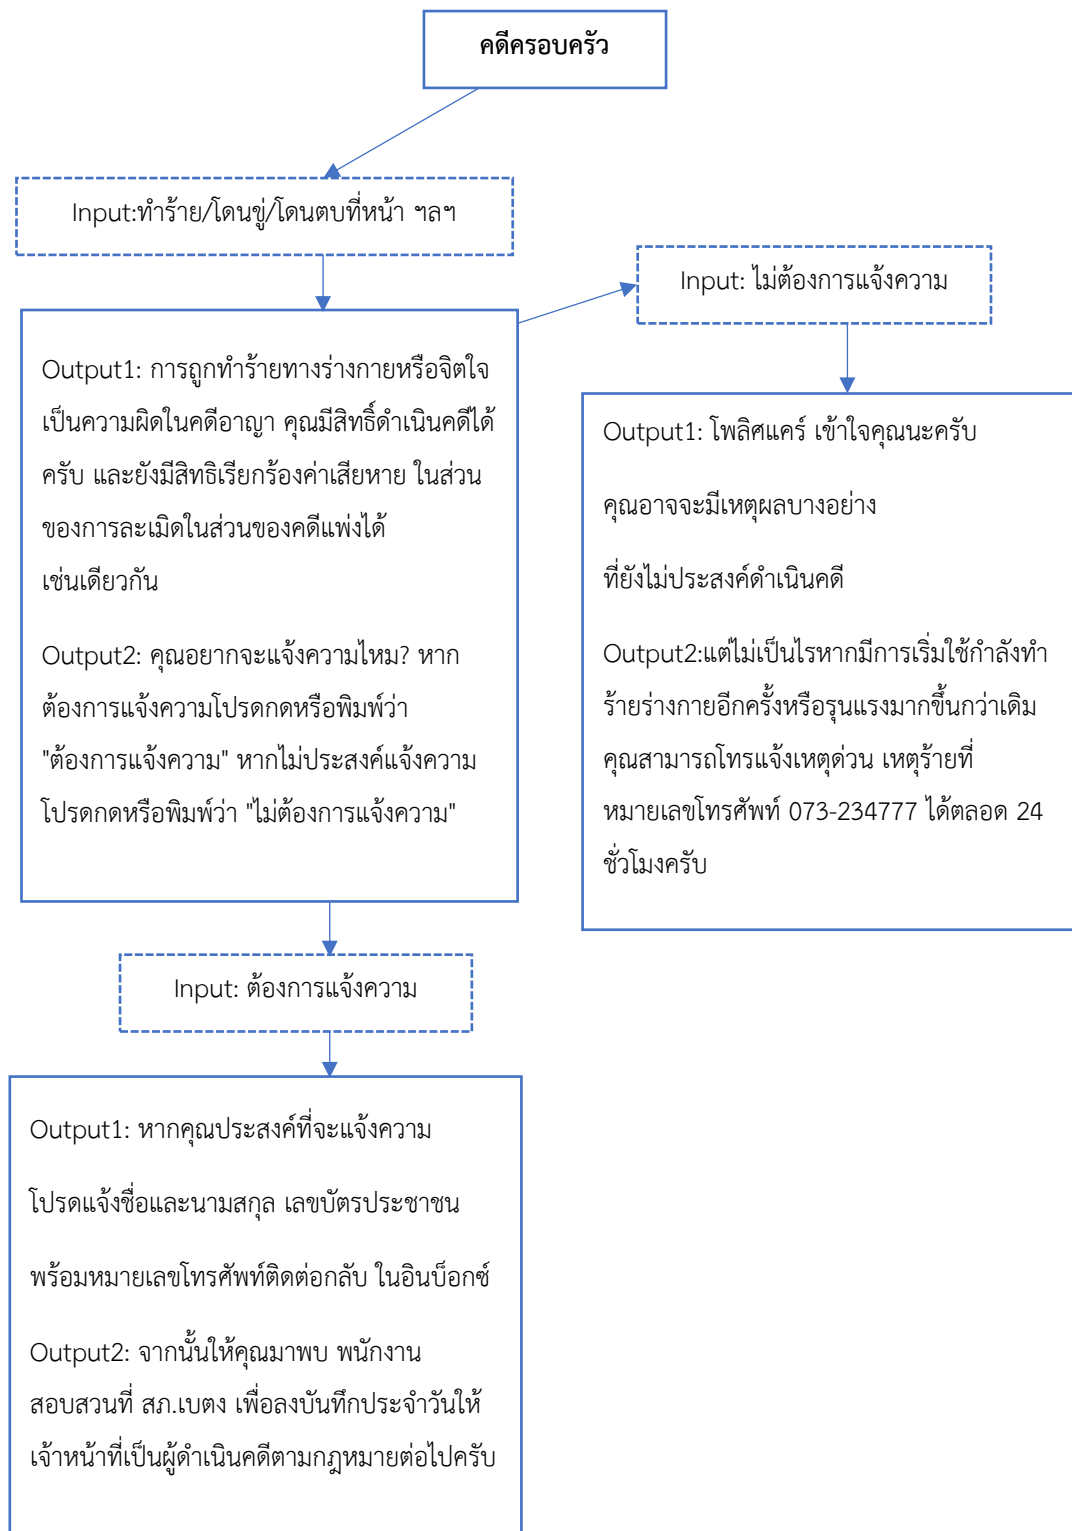 คดีครอบครัว
Input:ทำร้าย/โดนขู่/โดนตบที่หน้า ฯลฯ
Output1: การถูกทำร้ายทางร่างกายหรือจิตใจ
เป็นความผิดในคดีอาญา คุณมีสิทธิ์ดำเนินคดีได้
ครับ และยังมีสิทธิเรียกร้องค่าเสียหาย ในส่วน
ของการละเมิดในส่วนของคดีแพ่งได้
เช่นเดียวกัน
Output2: คุณอยากจะแจ้งความไหม? หาก
ต้องการแจ้งความโปรดกดหรือพิมพ์ว่า
"ต้องการแจ้งความ" หากไม่ประสงค์แจ้งความ
โปรดกดหรือพิมพ์ว่า "ไม่ต้องการแจ้งความ"
Input: ไม่ต้องการแจ้งความ
Output1: โพลิศแคร์ เข้าใจคุณนะครับ
คุณอาจจะมีเหตุผลบางอย่าง
ที่ยังไม่ประสงค์ดำเนินคดี
Output2:แต่ไม่เป็นไรหากมีการเริ่มใช้กำลังทำ
ร้ายร่างกายอีกครั้งหรือรุนแรงมากขึ้นกว่าเดิม
คุณสามารถโทรแจ้งเหตุด่วน เหตุร้ายที่
หมายเลขโทรศัพท์ 073-234777 ได้ตลอด 24
ชั่วโมงครับ
Input: ต้องการแจ้งความ
Output1: หากคุณประสงค์ที่จะแจ้งความ
โปรดแจ้งชื่อและนามสกุล เลขบัตรประชาชน
พร้อมหมายเลขโทรศัพท์ติดต่อกลับ ในอินบ็อกซ์
Output2: จากนั้นให้คุณมาพบ พนักงาน
สอบสวนที่ สภ.เบตง เพื่อลงบันทึกประจำวันให้
เจ้าหน้าที่เป็นผู้ดำเนินคดีตามกฎหมายต่อไปครับ